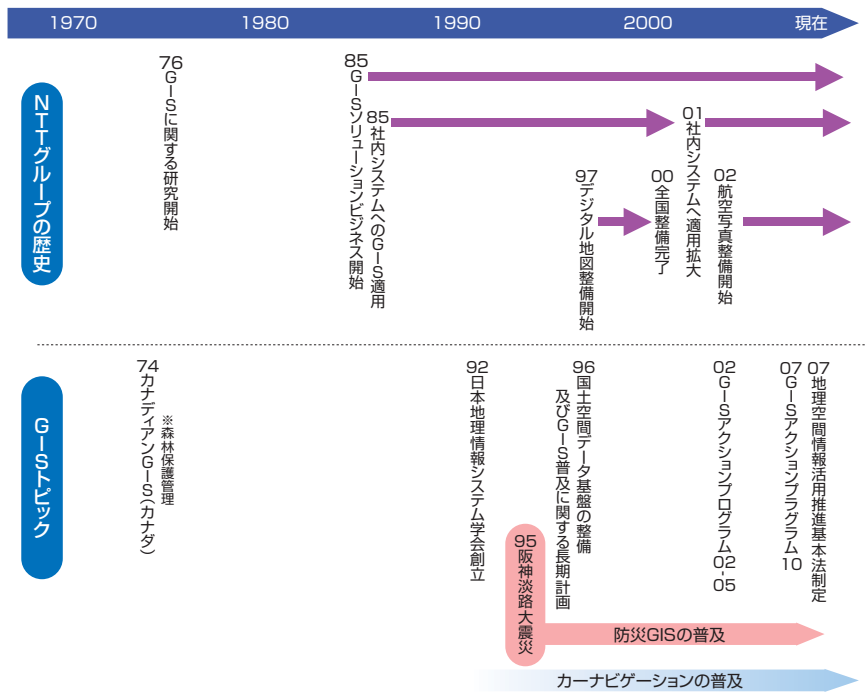 1970
1980
1990
2000
現在
NTTグループの歴史
76
GISに関する研究開始
85
GISソリューションビジネス開始
85
社内システムへのGIS適用
97
デジタル地図整備開始
00
全国整備完了
01
社内システムへ適用拡大
02
航空写真整備開始
GISトピック
74
カナディアンGIS(カナダ)
※森林保護管理
92
日本地理情報システム学会創立
95
阪神淡路大震災
96
国土空間データ基盤の整備
及びGIS普及に関する長期計画
02
GISアクションプログラム
02-05
07
GISアクションプラグラム
10
07
地理空間情報活用推進基本法制定
防災GISの普及
カーナビゲーションの普及